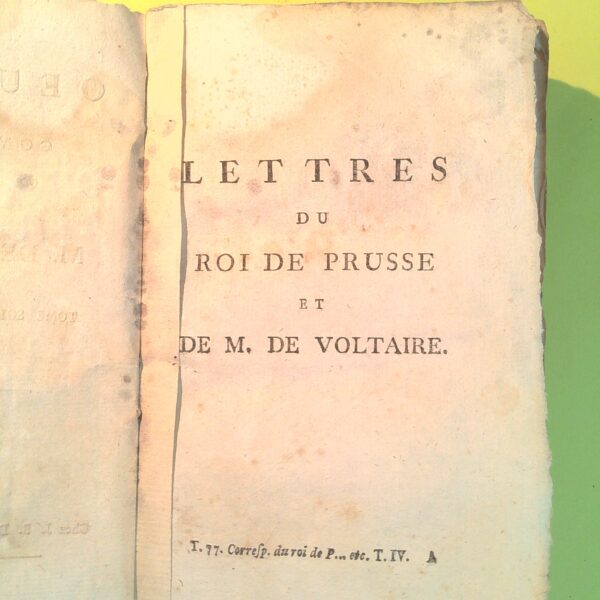 LETTRES
DU
ROI DE PRUSSE
ET
DE M. DE VOLTAIRE.
T. 77. Correſp. du roi de P... etc. T. IV. A